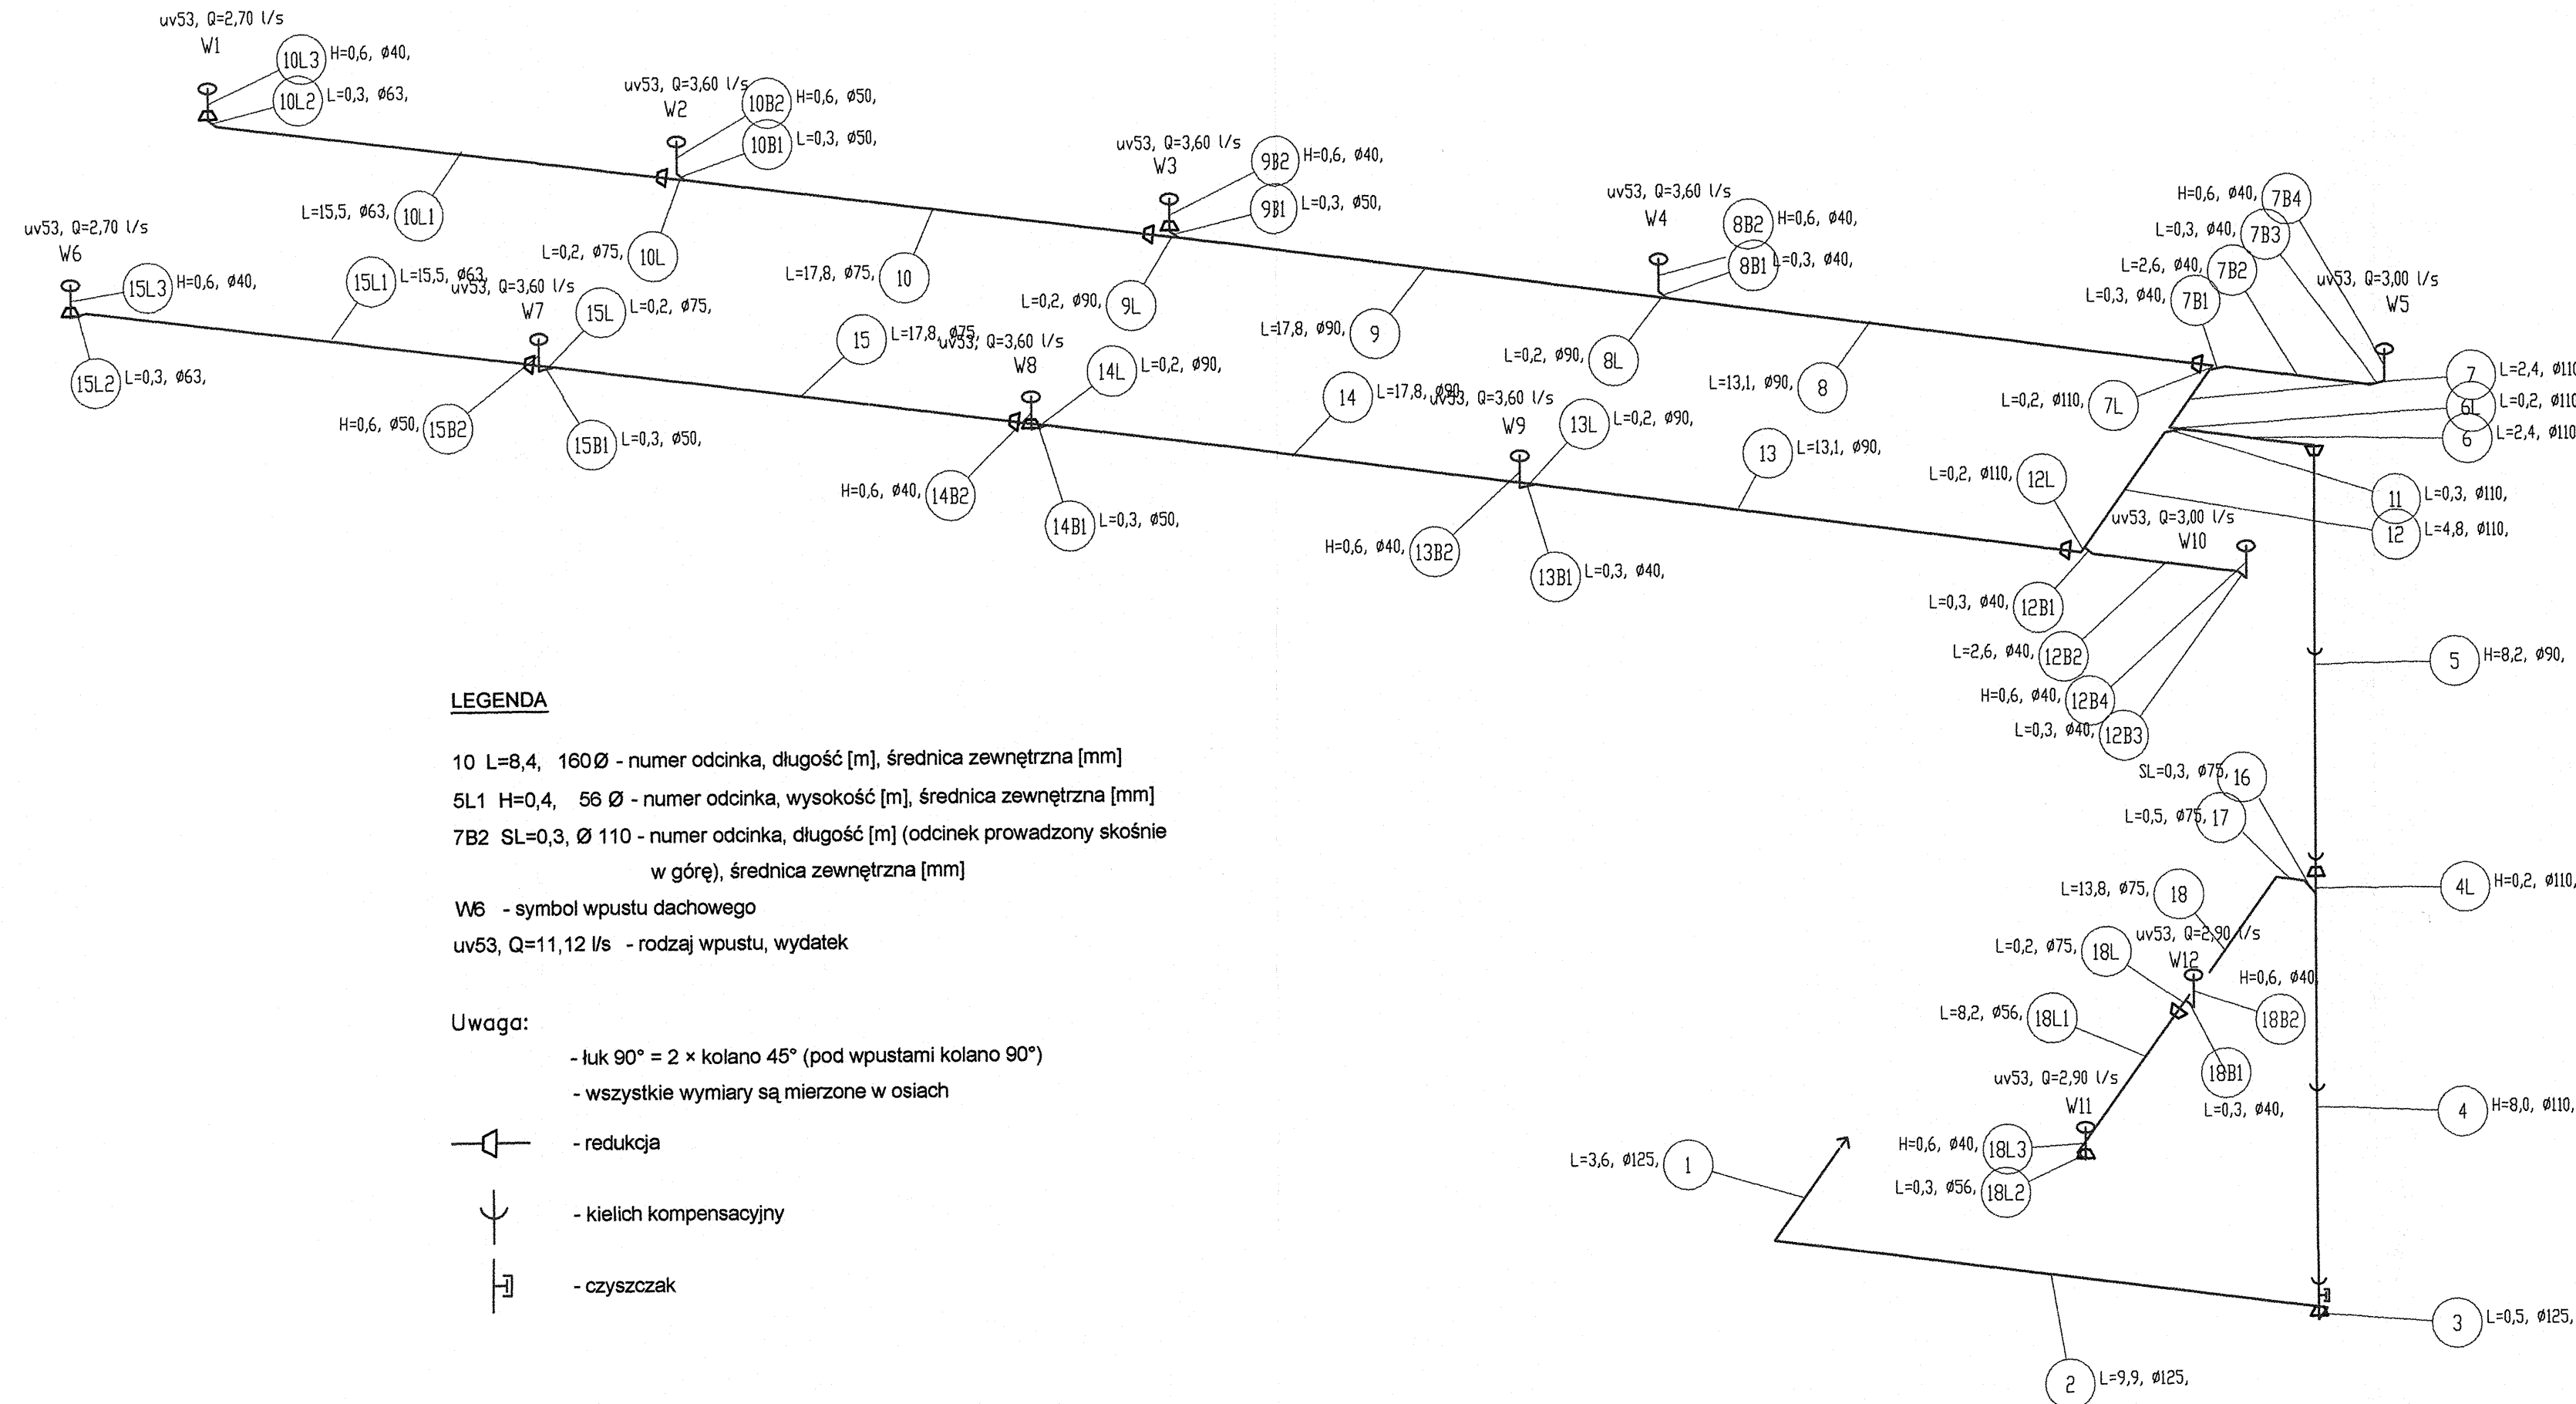 uv53, Q=2,70 l/s
W1
10L3 H=0,6, ø40,
10L2 L=0,3, ø63,
L=15,5, ø63, 10L1
uv53, Q=3,60 l/s
W2
10B2 H=0,6, ø50,
10B1 L=0,3, ø50,
L=0,2, ø75, 10L
L=17,8, ø75, 10
uv53, Q=3,60 l/s
W3
9B2 H=0,6, ø40,
9B1 L=0,3, ø50,
L=0,2, ø90, 9L
L=17,8, ø90, 9
uv53, Q=3,60 l/s
W4
8B2 H=0,6, ø40,
8B1 L=0,3, ø40,
L=0,2, ø90, 8L
L=13,1, ø90, 8
H=0,6, ø40, 7B4
L=0,3, ø40, 7B3
L=2,6, ø40, 7B2
L=0,3, ø40, 7B1
uv53, Q=3,00 l/s
W5
L=0,2, ø110, 7L
7 L=2,4, ø110
6L L=0,2, ø110
6 L=2,4, ø110
11 L=0,3, ø110,
12 L=4,8, ø110,
uv53, Q=2,70 l/s
W6
15L3 H=0,6, ø40,
15L2 L=0,3, ø63,
15L1 L=15,5, ø63,
uv53, Q=3,60 l/s
W7
15L L=0,2, ø75,
H=0,6, ø50, 15B2
15B1 L=0,3, ø50,
15 L=17,8, ø75,
uv53, Q=3,60 l/s
W8
14L L=0,2, ø90,
H=0,6, ø40, 14B2
14B1 L=0,3, ø50,
14 L=17,8, ø90,
uv53, Q=3,60 l/s
W9
13L L=0,2, ø90,
H=0,6, ø40, 13B2
13B1 L=0,3, ø40,
13 L=13,1, ø90,
L=0,2, ø110, 12L
uv53, Q=3,00 l/s
W10
L=0,3, ø40, 12B1
L=2,6, ø40, 12B2
H=0,6, ø40, 12B4
L=0,3, ø40, 12B3
5 H=8,2, ø90,
SL=0,3, ø75, 16
L=0,5, ø75, 17
4L H=0,2, ø110,
L=13,8, ø75, 18
uv53, Q=2,90 l/s
W12
L=0,2, ø75, 18L
H=0,6, ø40
18B2
L=8,2, ø56, 18L1
18B1
L=0,3, ø40,
uv53, Q=2,90 l/s
W11
H=0,6, ø40, 18L3
L=0,3, ø56, 18L2
4 H=8,0, ø110,
L=3,6, ø125, 1
3 L=0,5, ø125,
2 L=9,9, ø125,
LEGENDA
10 L=8,4, 160Ø - numer odcinka, długość [m], średnica zewnętrzna [mm]
5L1 H=0,4, 56 Ø - numer odcinka, wysokość [m], średnica zewnętrzna [mm]
7B2 SL=0,3, Ø 110 - numer odcinka, długość [m] (odcinek prowadzony skośnie
w górę), średnica zewnętrzna [mm]
W6 - symbol wpustu dachowego
uv53, Q=11,12 l/s - rodzaj wpustu, wydatek
Uwaga:
- łuk 90° = 2 × kolano 45° (pod wpustami kolano 90°)
- wszystkie wymiary są mierzone w osiach
- redukcja
- kielich kompensacyjny
- czyszczak